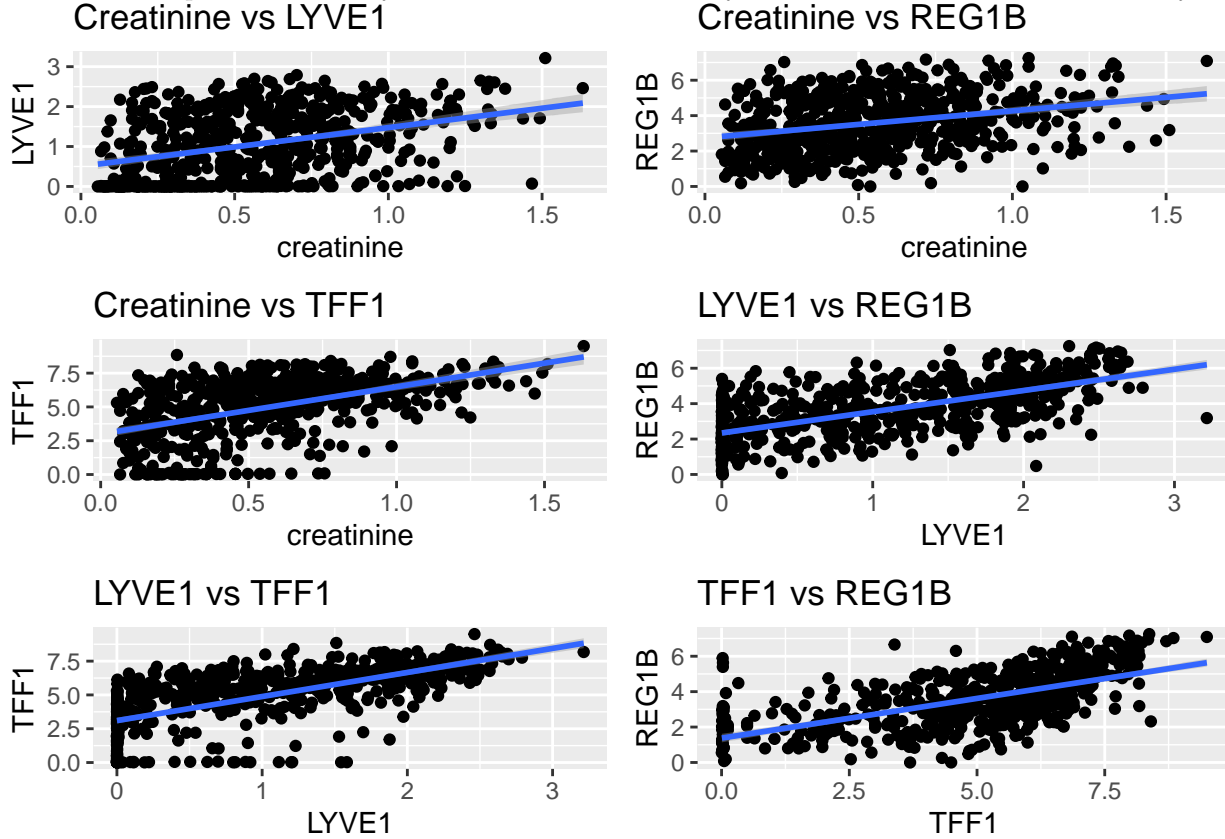 Creatinine vs LYVE1
3
2
1
0
LYVE1
0.0
0.5
1.0
1.5
creatinine
Creatinine vs REG1B
6
4
2
0
REG1B
0.0
0.5
1.0
1.5
creatinine
Creatinine vs TFF1
7.5
5.0
2.5
0.0
TFF1
0.0
0.5
1.0
1.5
creatinine
LYVE1 vs REG1B
6
4
2
0
REG1B
0
1
2
3
LYVE1
LYVE1 vs TFF1
7.5
5.0
2.5
0.0
TFF1
0
1
2
3
LYVE1
TFF1 vs REG1B
6
4
2
0
REG1B
0.0
2.5
5.0
7.5
TFF1